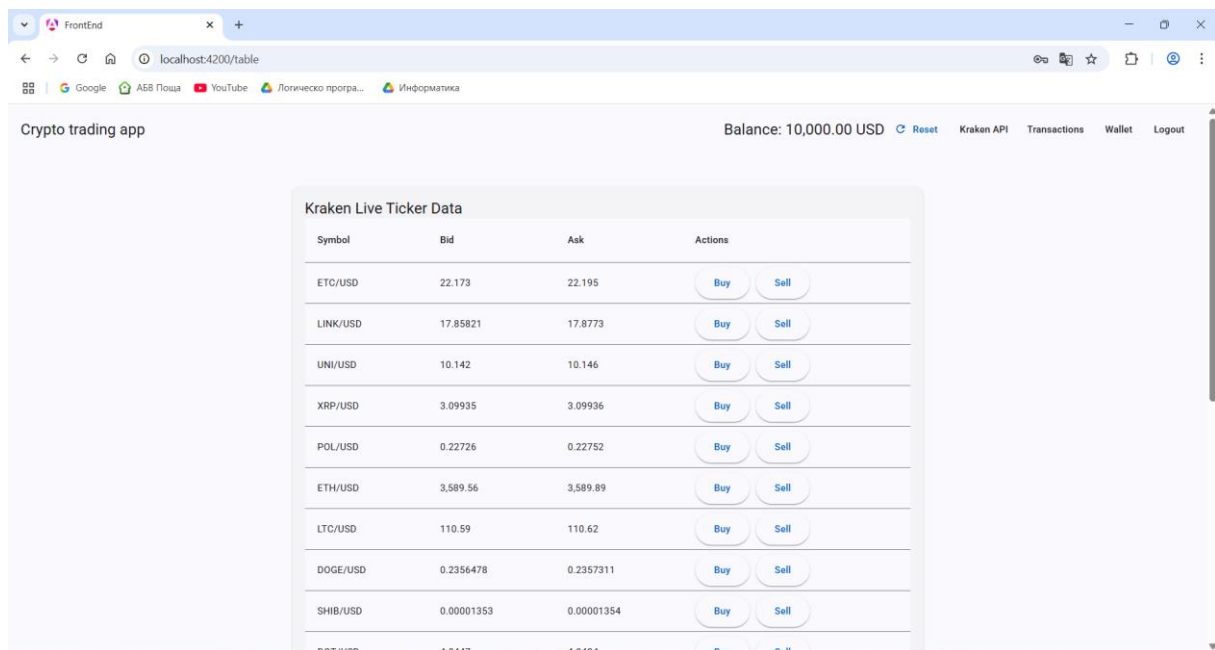 FrontEnd
localhost:4200/table
Google АБВ Поща YouTube Логическо програ... Информатика
Crypto trading app Balance: 10,000.00 USD Reset Kraken API Transactions Wallet Logout
Kraken Live Ticker Data
Symbol Bid Ask Actions
ETC/USD 22.173 22.195 Buy Sell
LINK/USD 17.85821 17.8773 Buy Sell
UNI/USD 10.142 10.146 Buy Sell
XRP/USD 3.09935 3.09936 Buy Sell
POL/USD 0.22726 0.22752 Buy Sell
ETH/USD 3,589.56 3,589.89 Buy Sell
LTC/USD 110.59 110.62 Buy Sell
DOGE/USD 0.2356478 0.2357311 Buy Sell
SHIB/USD 0.00001353 0.00001354 Buy Sell